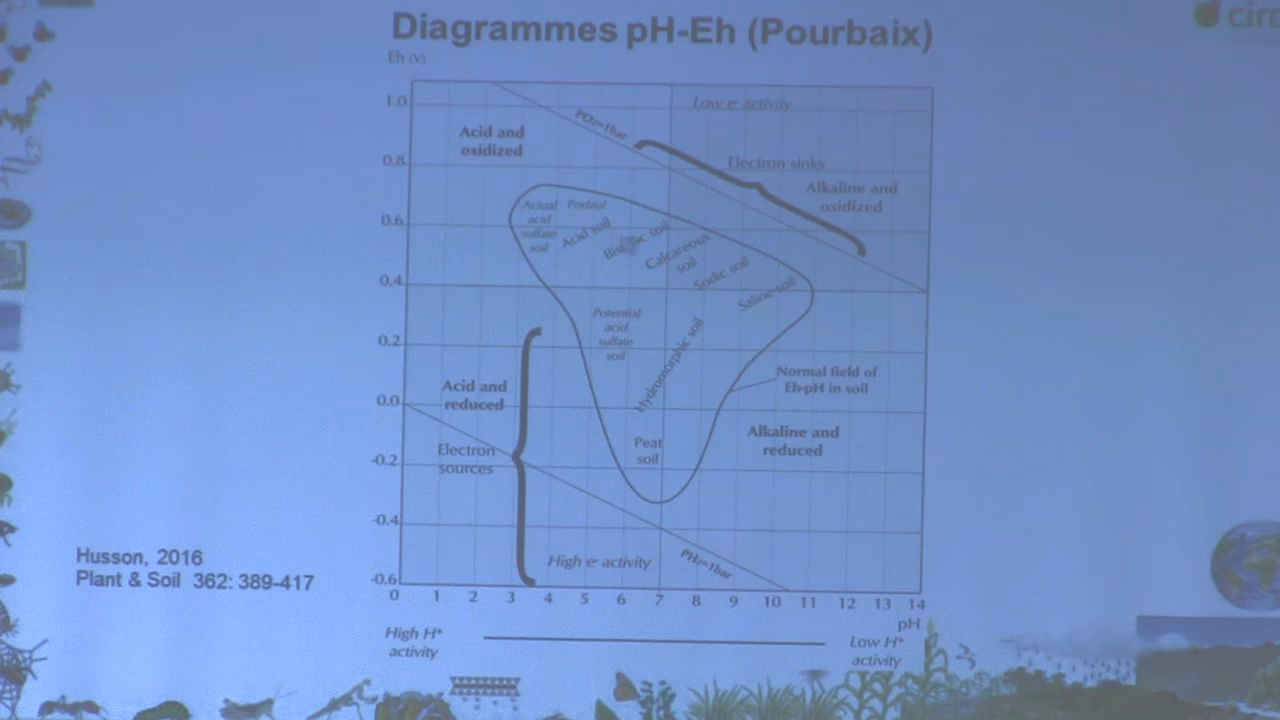 Diagrammes pH-Eh (Pourbaix)
Eh (V)
1.0
0.8
0.6
0.4
0.2
0.0
-0.2
-0.4
-0.6
Low e- activity
PO₂=1bar
Acid and
oxidized
Electron sinks
Alkaline and
oxidized
Actual
acid
sulfate
soil
Podzol
Acid soil
soil
Calcareous
soil
Sodic soil
Saline soil
Potential
acid
sulfate
soil
Hydromorphic soil
Normal field of
Eh-pH in soil
Acid and
reduced
Alkaline and
reduced
Electron
sources
Peat
soil
High e- activity
PH₂=1bar
0 1 2 3 4 5 6 7 8 9 10 11 12 13 14
pH
High H⁺
activity
Low H⁺
activity
Husson, 2016
Plant & Soil 362: 389-417